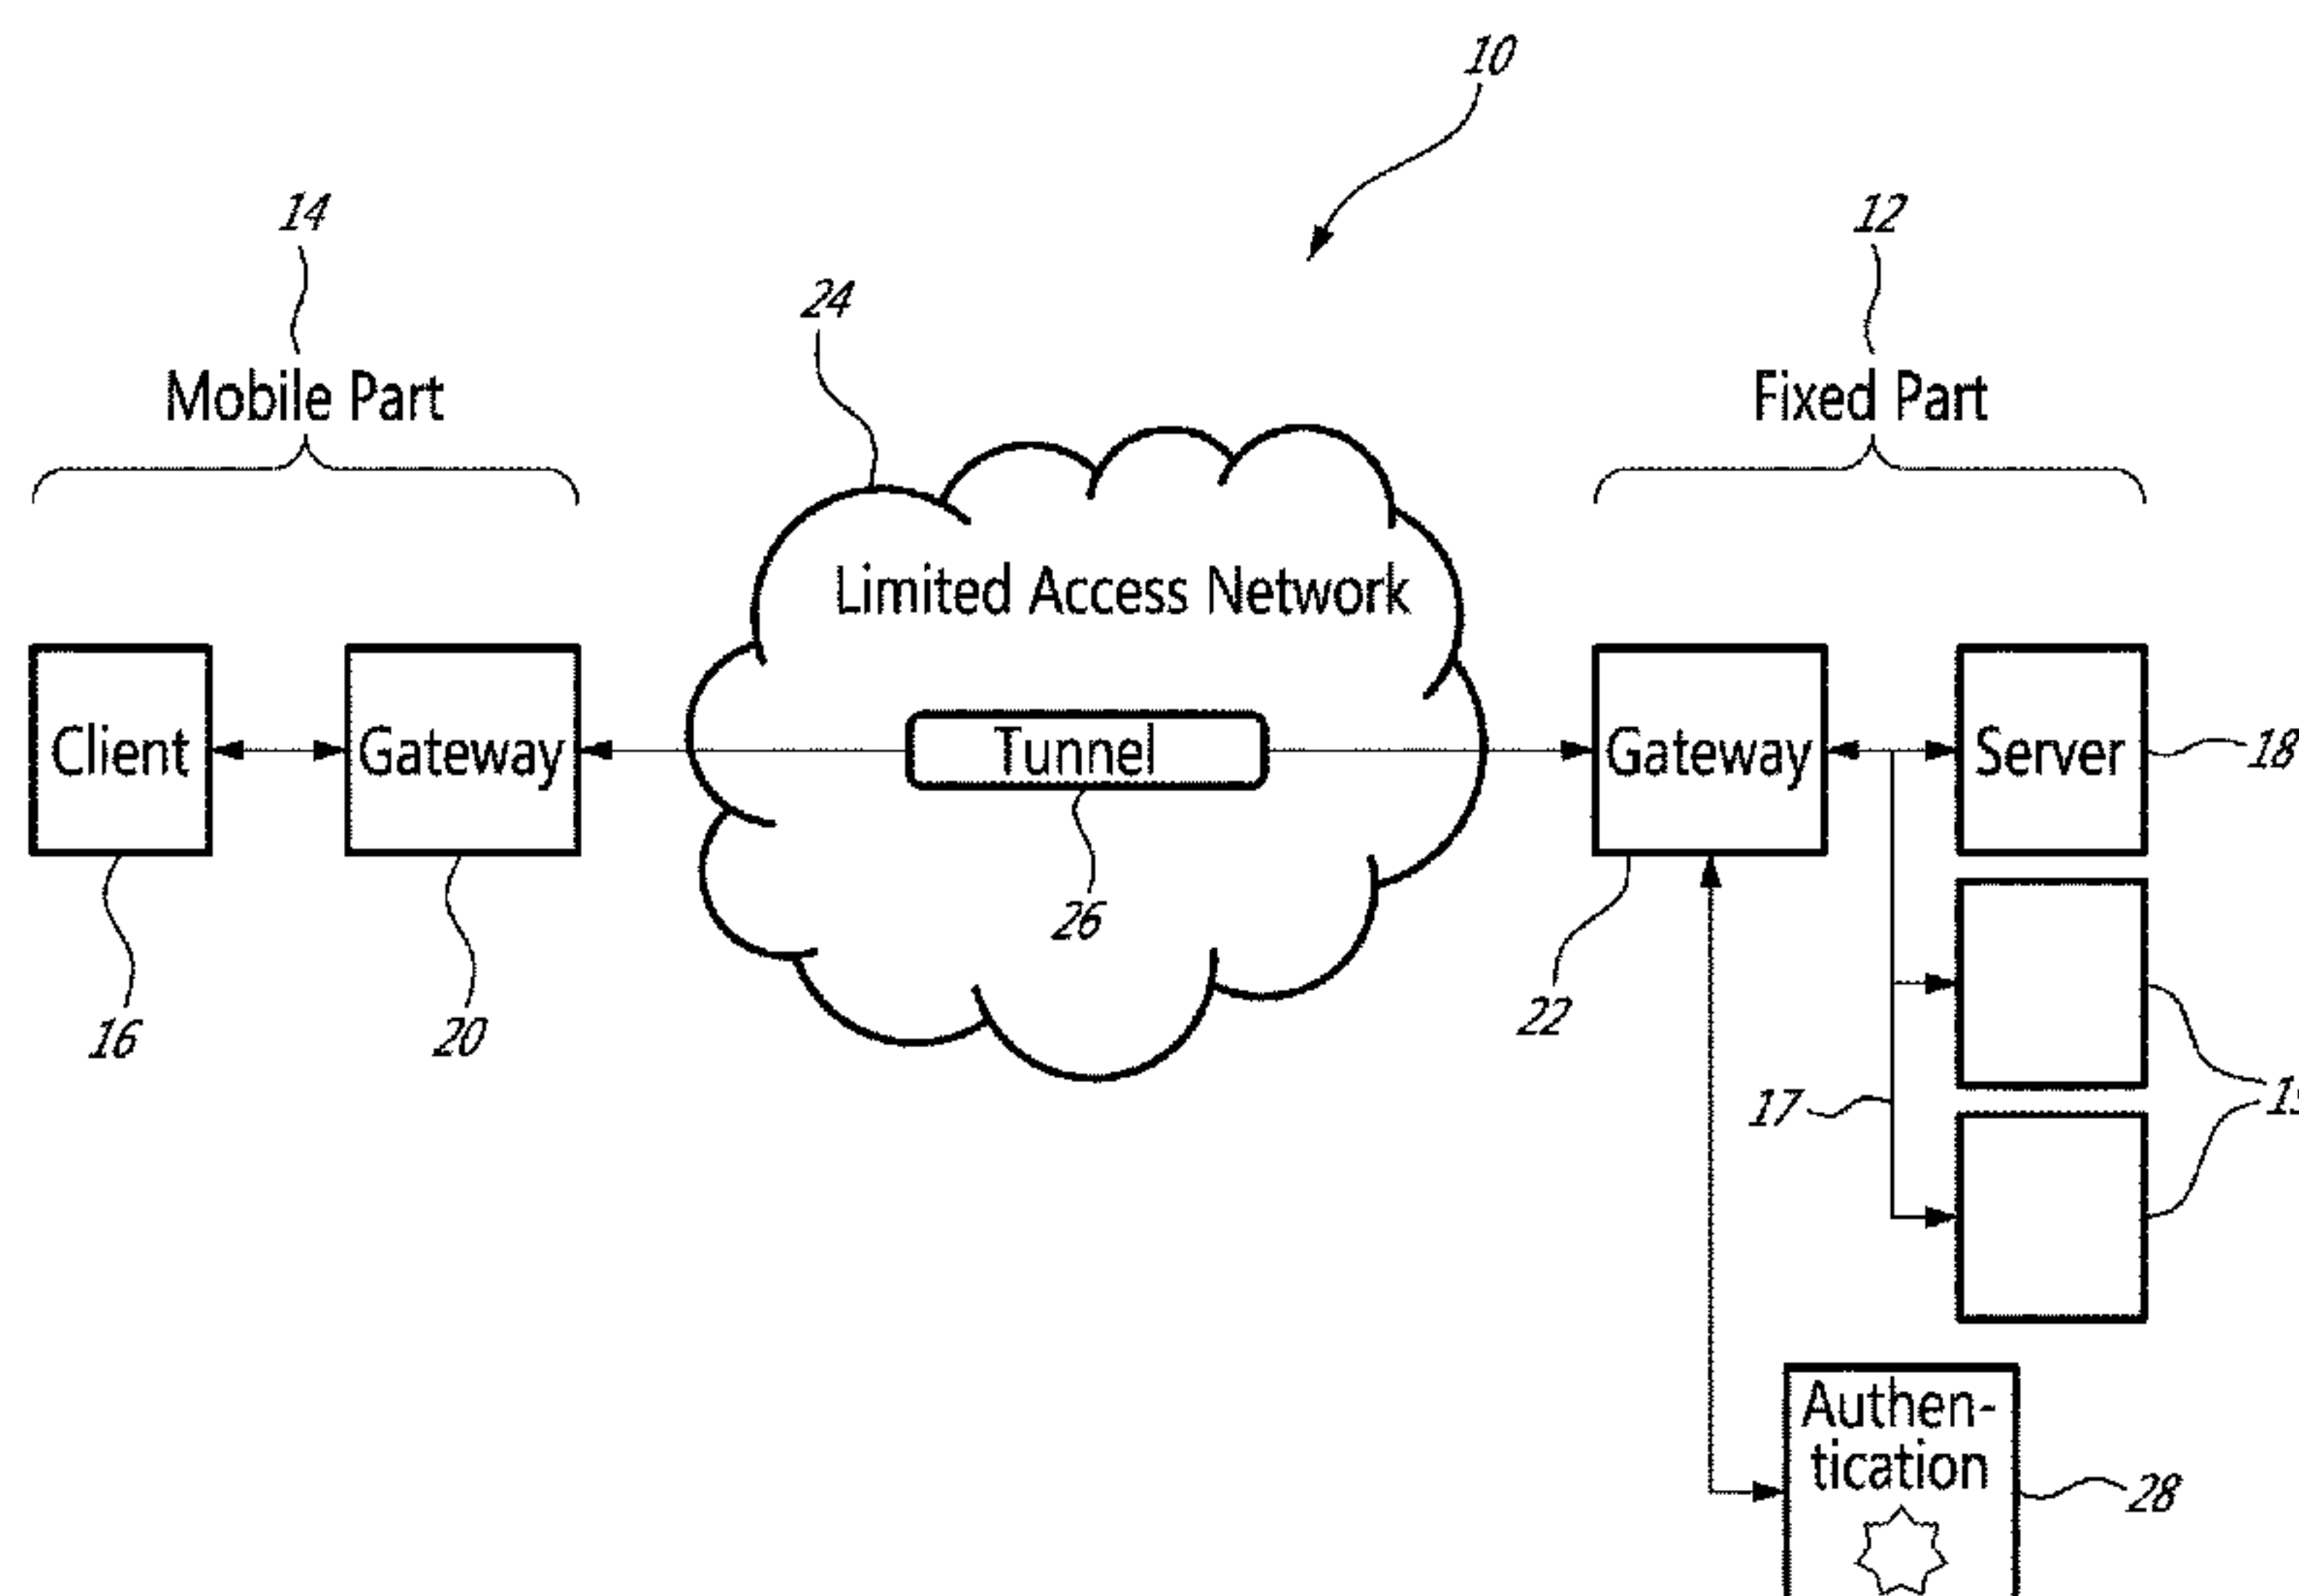 10
14
12
24
Mobile Part
Fixed Part
Limited Access Network
Client
Gateway
Tunnel
Gateway
Server
18
26
22
16
20
17
Authen-
tication
28